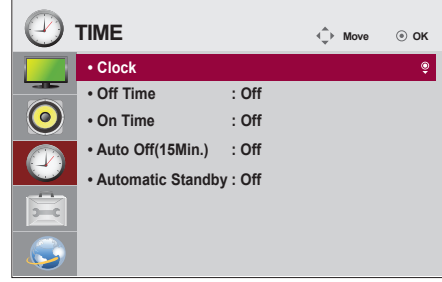 TIME Move OK
• Clock
• Off Time : Off
• On Time : Off
• Auto Off(15Min.) : Off
• Automatic Standby : Off